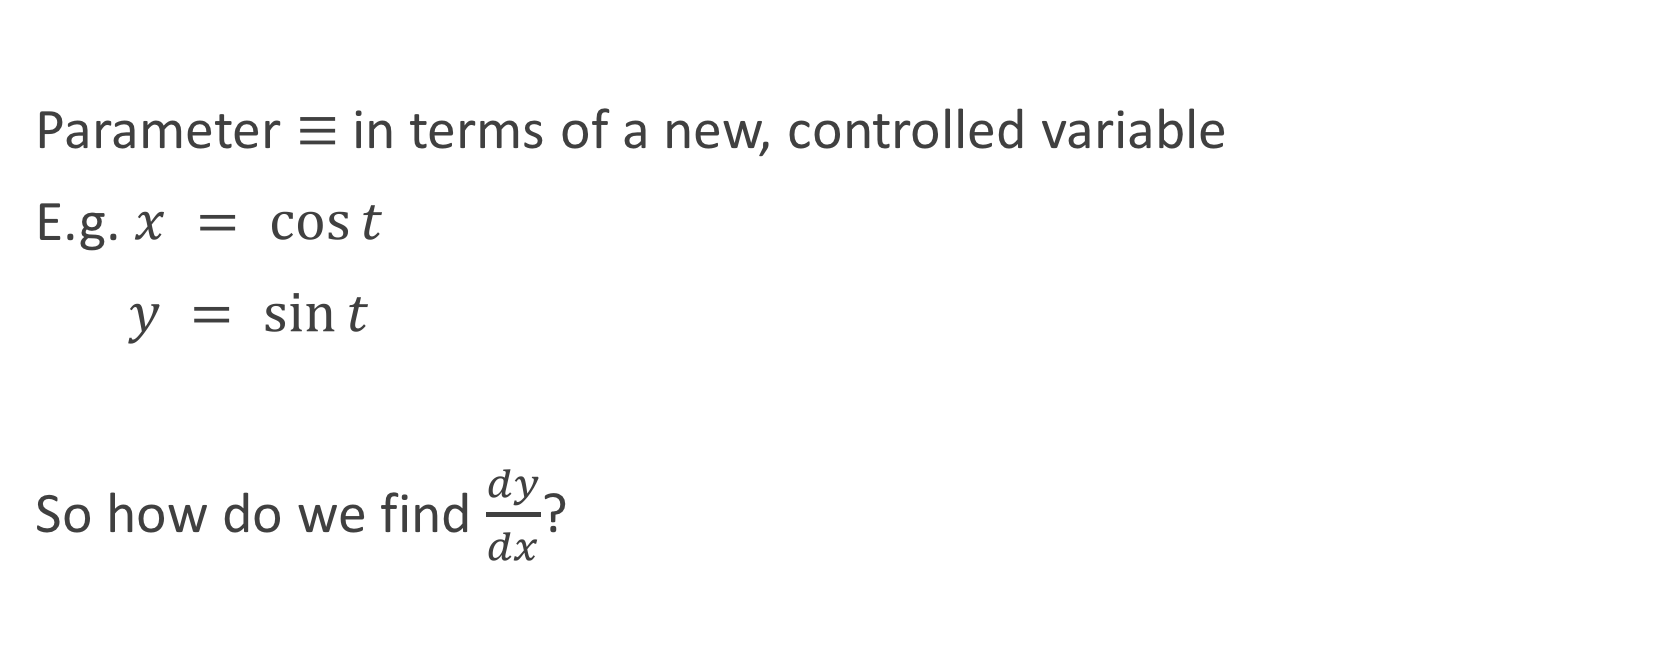 Parameter ≡ in terms of a new, controlled variable
E.g. x = cos t
y = sin t
So how do we find dy/dx?